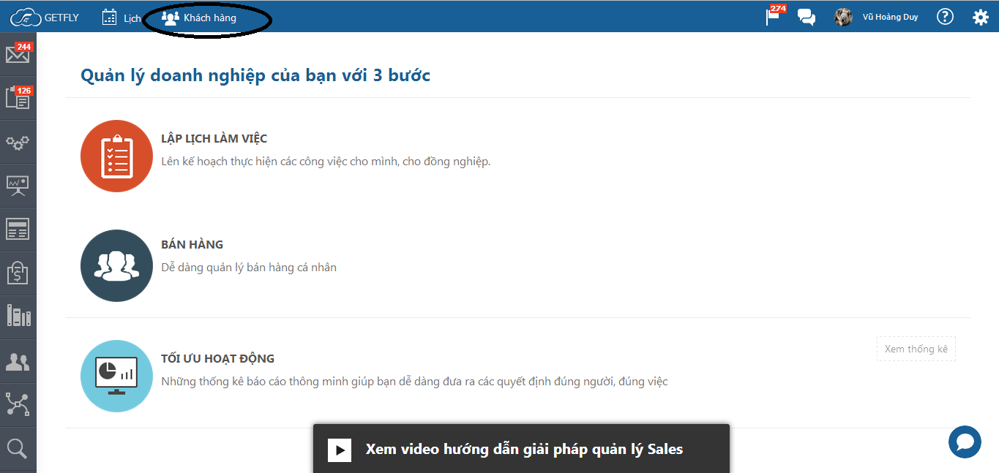 GETFLY
Lịch
Khách hàng
274
Vũ Hoàng Duy
?
244
126
Quản lý doanh nghiệp của bạn với 3 bước
LẬP LỊCH LÀM VIỆC
Lên kế hoạch thực hiện các công việc cho mình, cho đồng nghiệp.
BÁN HÀNG
Dễ dàng quản lý bán hàng cá nhân
TỐI ƯU HOẠT ĐỘNG
Những thống kê báo cáo thông minh giúp bạn dễ dàng đưa ra các quyết định đúng người, đúng việc
Xem thống kê
Xem video hướng dẫn giải pháp quản lý Sales